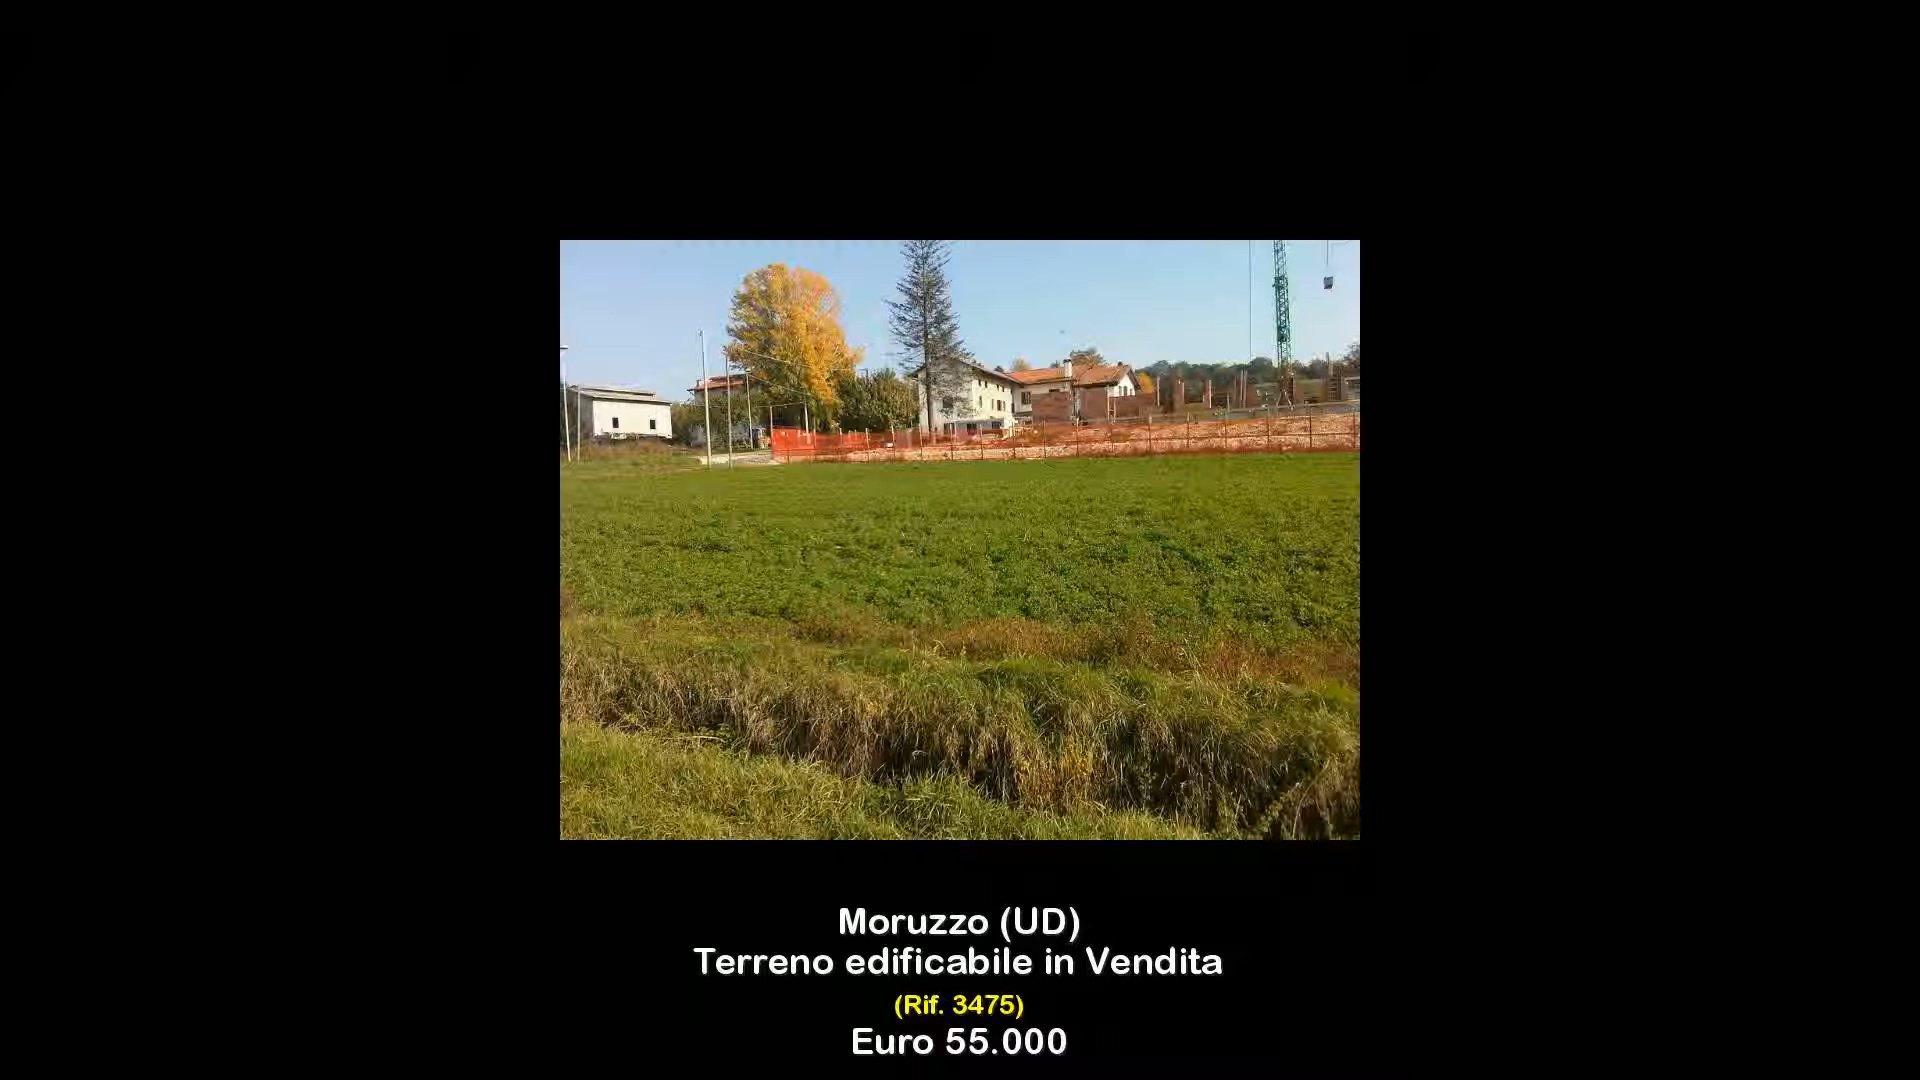 Moruzzo (UD)
Terreno edificabile in Vendita
(Rif. 3475)
Euro 55.000